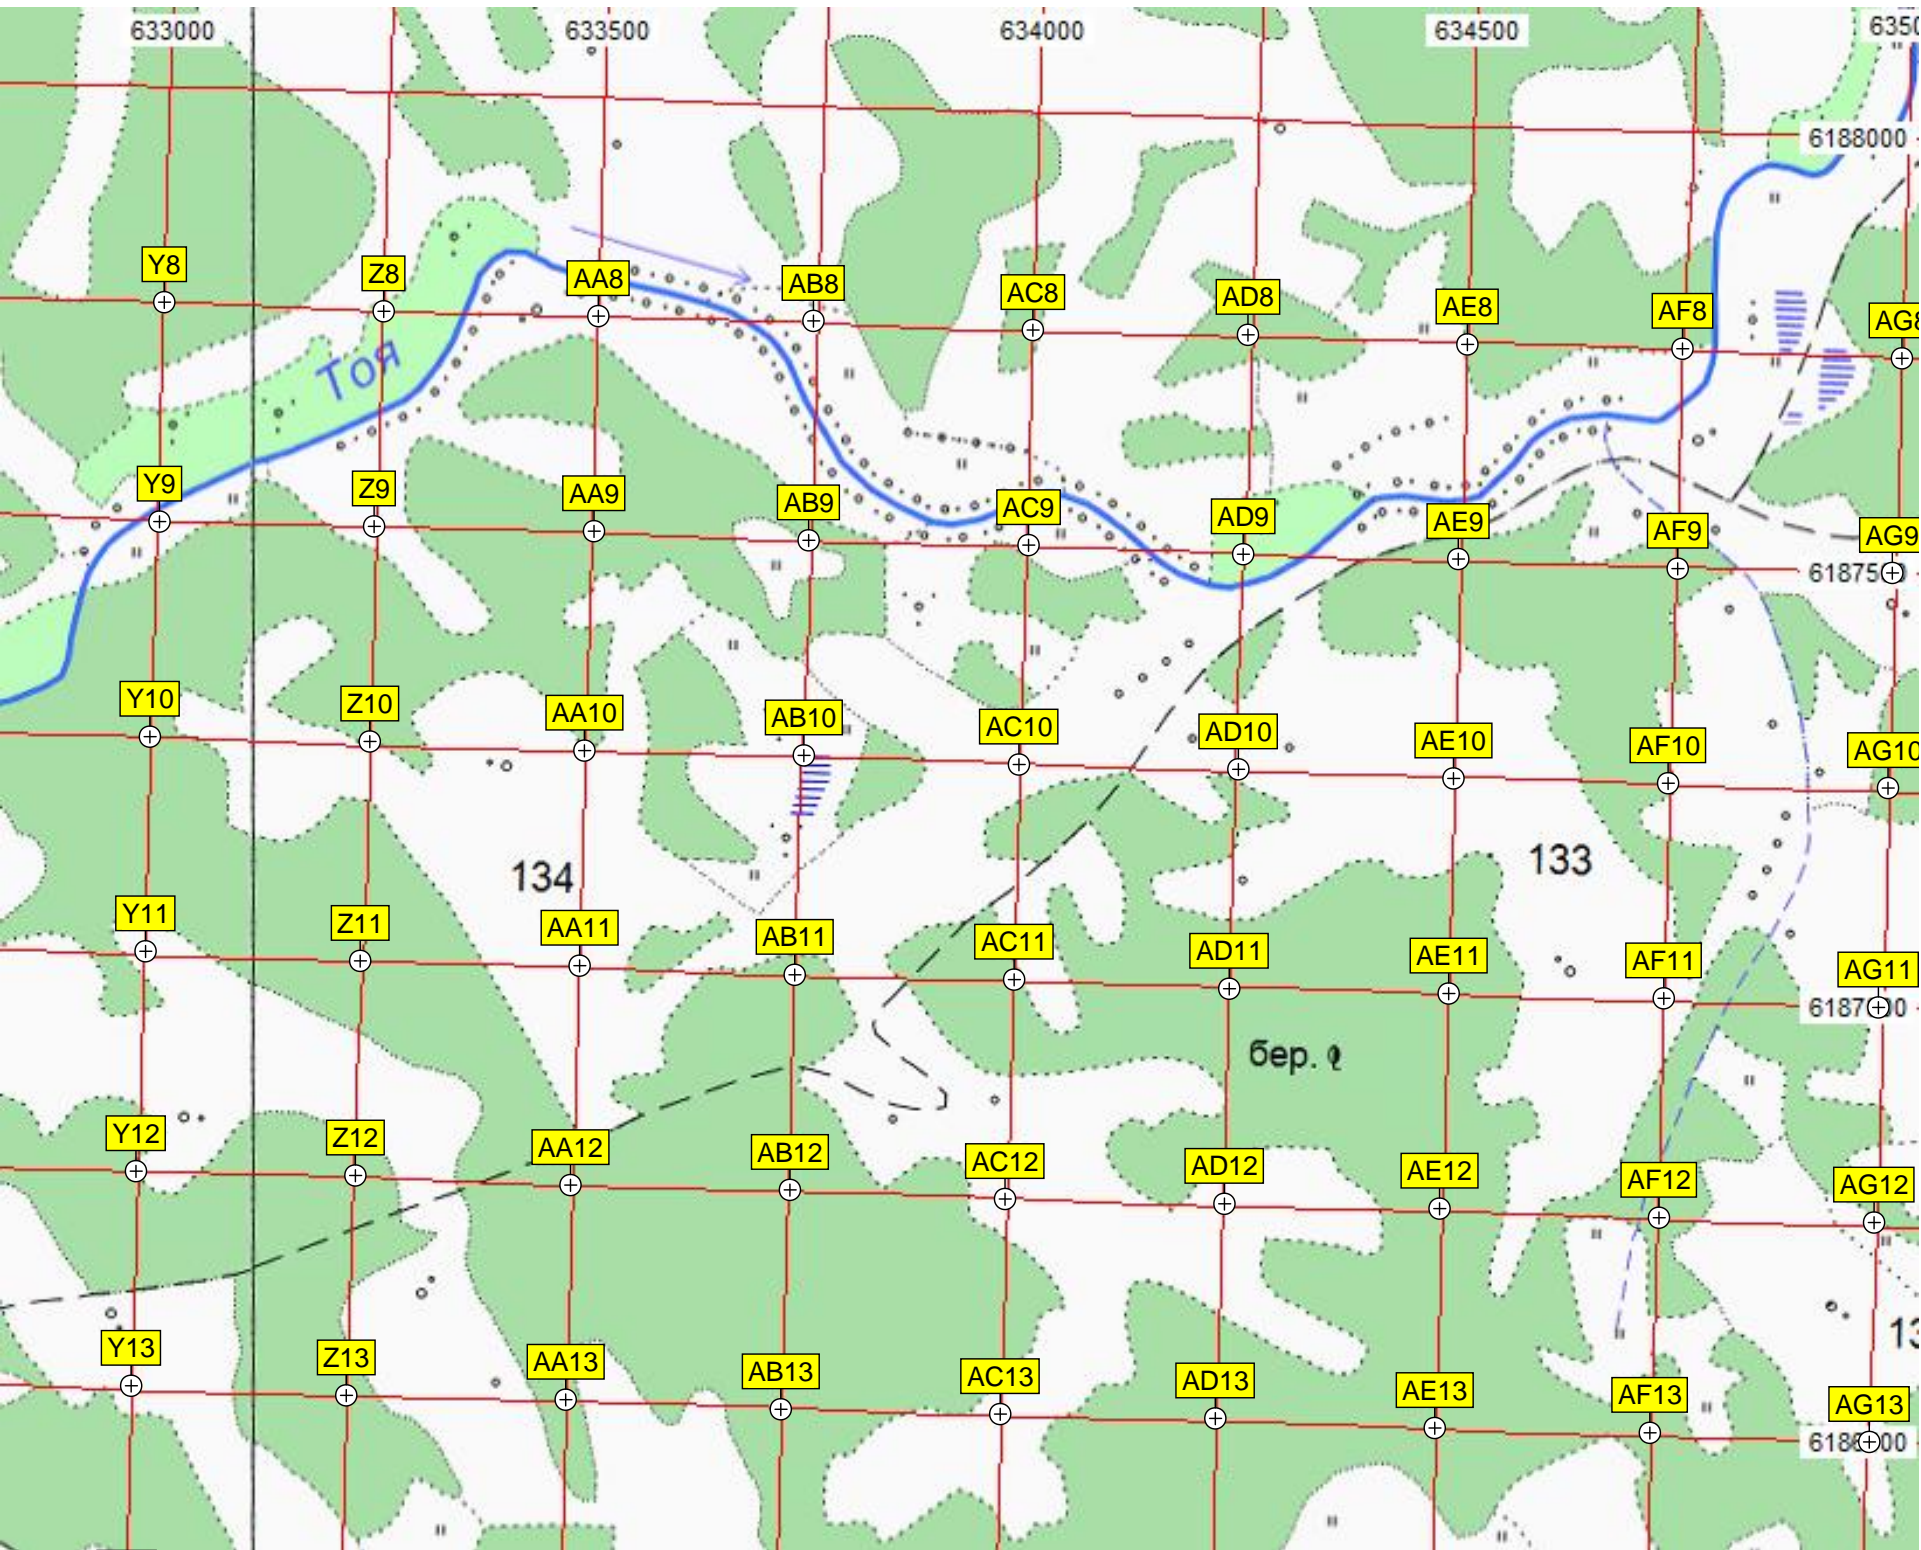 633000 633500 634000 634500
6188000
Y8 Z8 AA8 AB8 AC8 AD8 AE8 AF8 AG8
Тоя
Y9 Z9 AA9 AB9 AC9 AD9 AE9 AF9 AG9
Y10 Z10 AA10 AB10 AC10 AD10 AE10 AF10 AG10
134 133
Y11 Z11 AA11 AB11 AC11 AD11 AE11 AF11 AG11
бер.
Y12 Z12 AA12 AB12 AC12 AD12 AE12 AF12 AG12
Y13 Z13 AA13 AB13 AC13 AD13 AE13 AF13 AG13